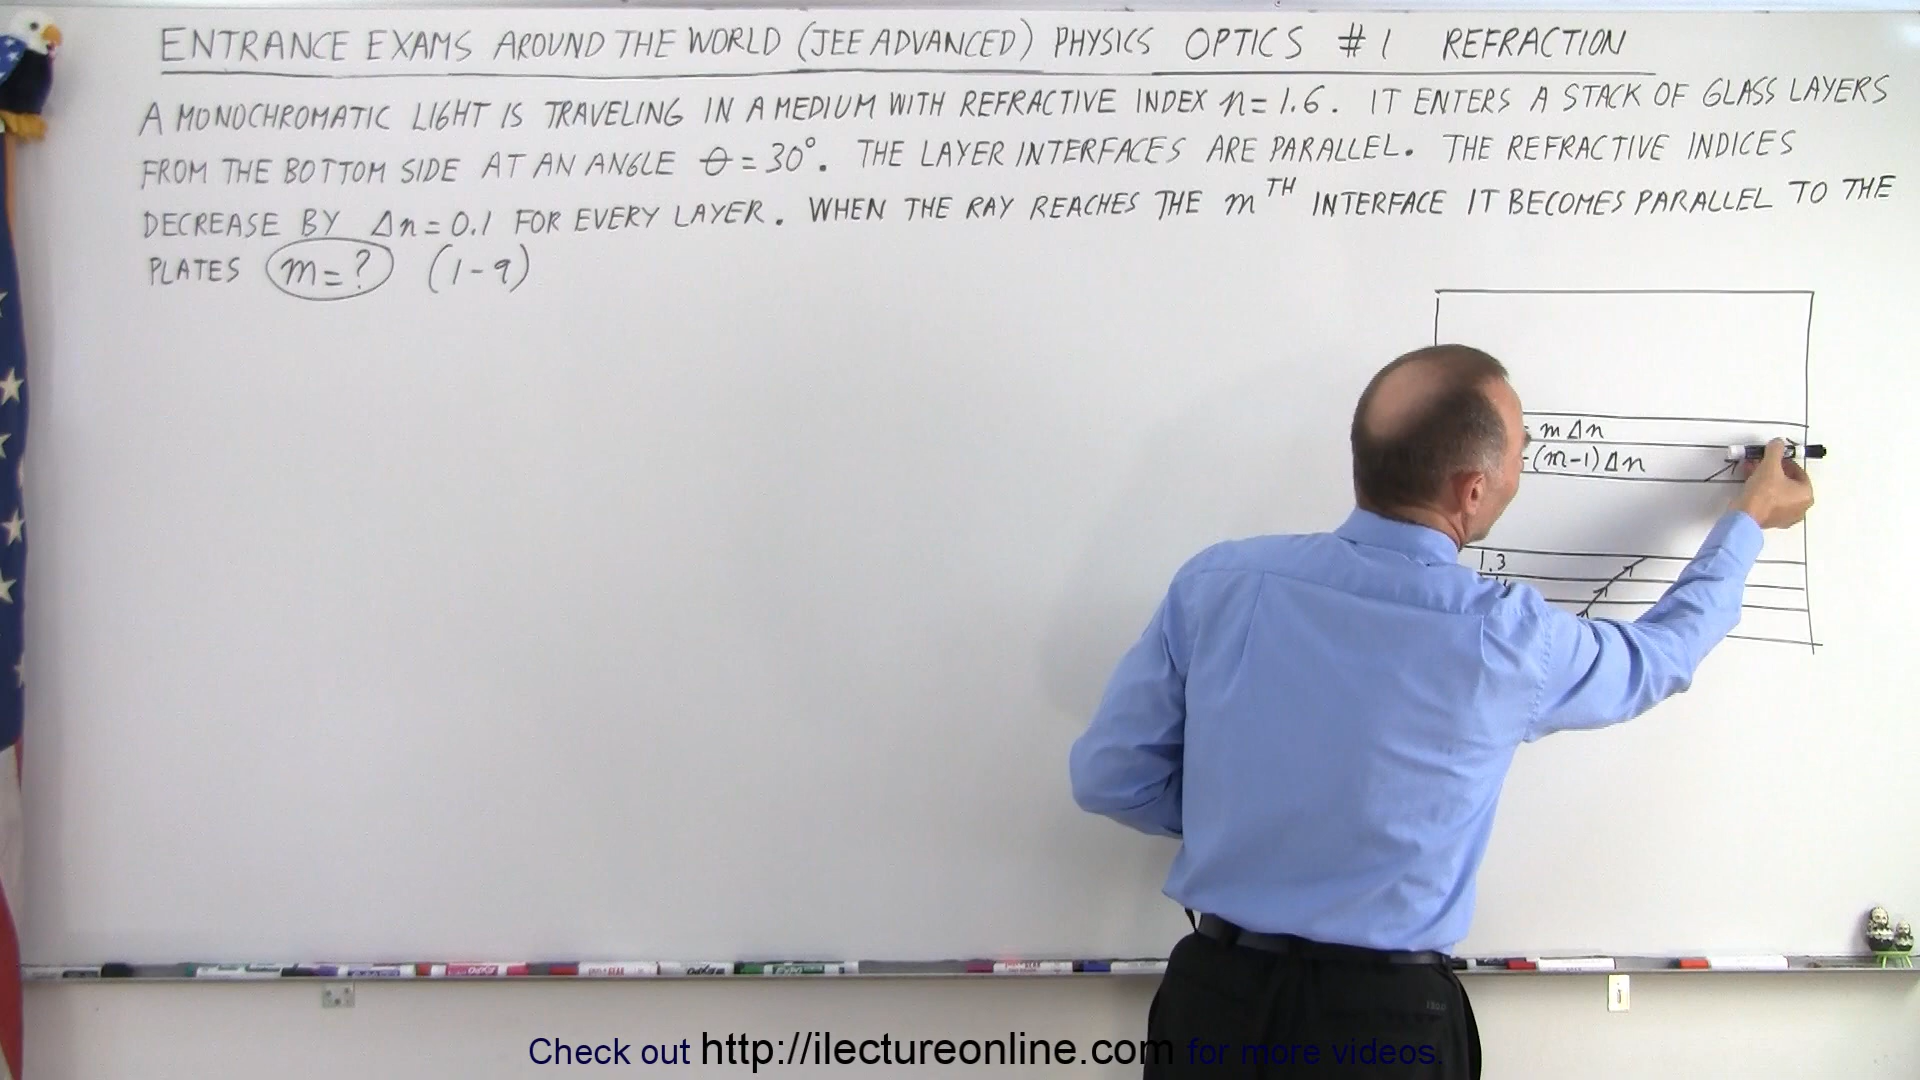 ENTRANCE EXAMS AROUND THE WORLD (JEE ADVANCED) PHYSICS OPTICS #1 REFRACTION
A MONOCHROMATIC LIGHT IS TRAVELING IN A MEDIUM WITH REFRACTIVE INDEX n=1.6. IT ENTERS A STACK OF GLASS LAYERS
FROM THE BOTTOM SIDE AT AN ANGLE θ=30°. THE LAYER INTERFACES ARE PARALLEL. THE REFRACTIVE INDICES
DECREASE BY Δn=0.1 FOR EVERY LAYER. WHEN THE RAY REACHES THE mTH INTERFACE IT BECOMES PARALLEL TO THE
PLATES m=? (1-9)
mΔn
-(m-1)Δn
1.3
Check out http://ilectureonline.com for more videos.